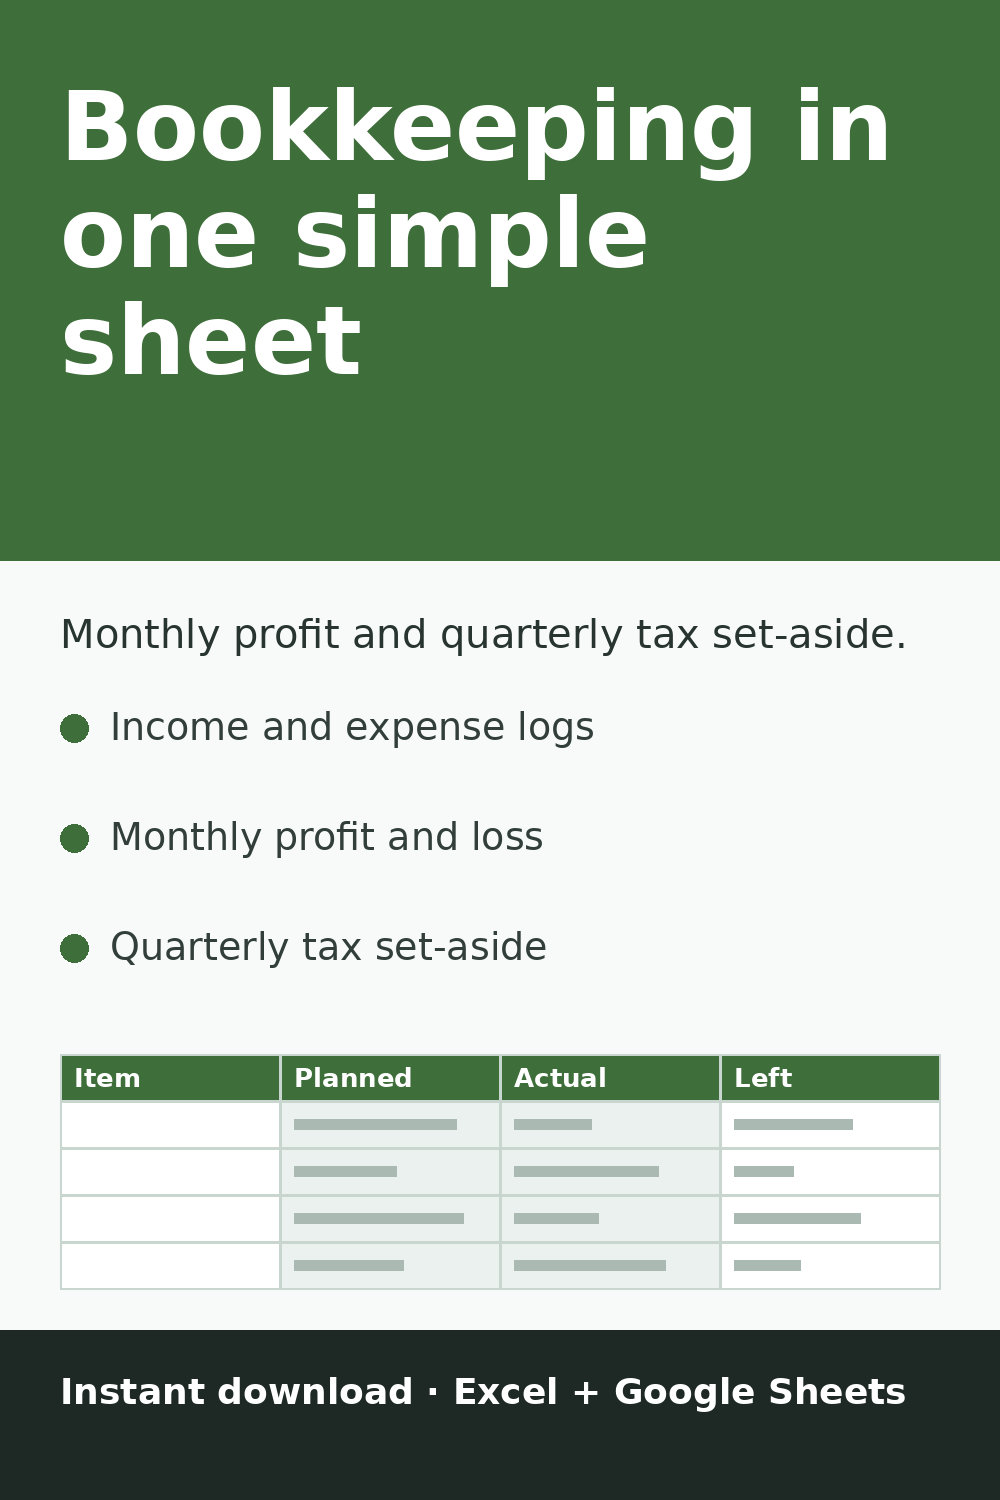 Bookkeeping in
one simple
sheet
Monthly profit and quarterly tax set-aside.
Income and expense logs
Monthly profit and loss
Quarterly tax set-aside
Item Planned Actual Left
Instant download · Excel + Google Sheets